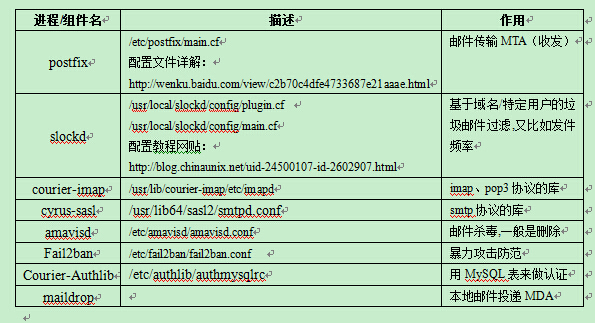 进程/组件名 描述 作用
postfix
/etc/postfix/main.cf
配置文件详解：
http://wenku.baidu.com/view/c2b70c4dfe4733687e21aaae.html
邮件传输 MTA（收发）
slockd
/usr/local/slockd/config/plugin.cf
/usr/local/slockd/config/main.cf
配置教程网贴：
http://blog.chinaunix.net/uid-24500107-id-2602907.html
基于域名/特定用户的垃
圾邮件过滤,又比如发件
频率
courier-imap /usr/lib/courier-imap/etc/imapd imap、pop3 协议的库
cyrus-sasl /usr/lib64/sasl2/smtpd.conf smtp 协议的库
amavisd /etc/amavisd/amavisd.conf 邮件杀毒,一般是删除
Fail2ban /etc/fail2ban/fail2ban.conf 暴力攻击防范
Courier-Authlib /etc/authlib/authmysqlrc 用 MySQL 表来做认证
maildrop 本地邮件投递 MDA